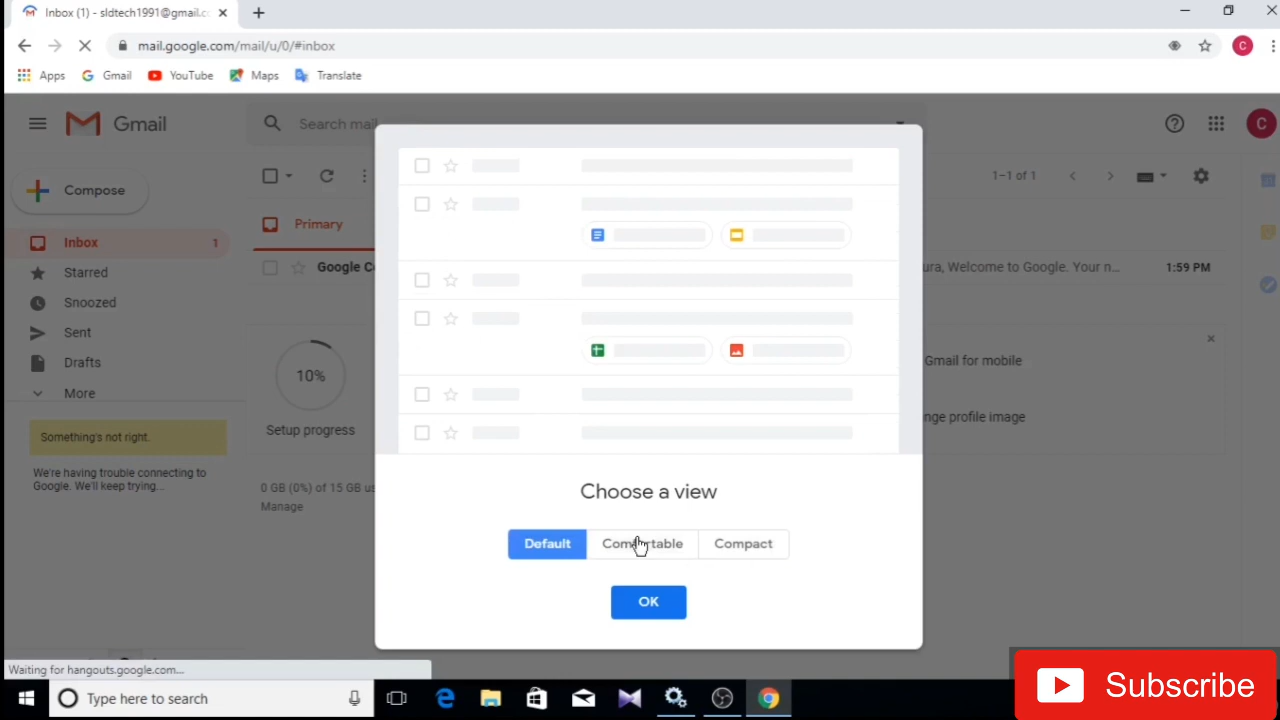 Inbox (1) - sldtech1991@gmail.co
mail.google.com/mail/u/0/#inbox
C
Apps Gmail YouTube Maps Translate
Gmail
Search mail
C
Compose
1–1 of 1
Primary
Inbox 1
Google C
ura, Welcome to Google. Your n... 1:59 PM
Starred
Snoozed
Sent
Drafts
More
10%
Setup progress
Gmail for mobile
nge profile image
Something's not right.
We're having trouble connecting to
Google. We'll keep trying...
0 GB (0%) of 15 GB us
Manage
Choose a view
Default Comfortable Compact
OK
Waiting for hangouts.google.com...
Type here to search
Subscribe